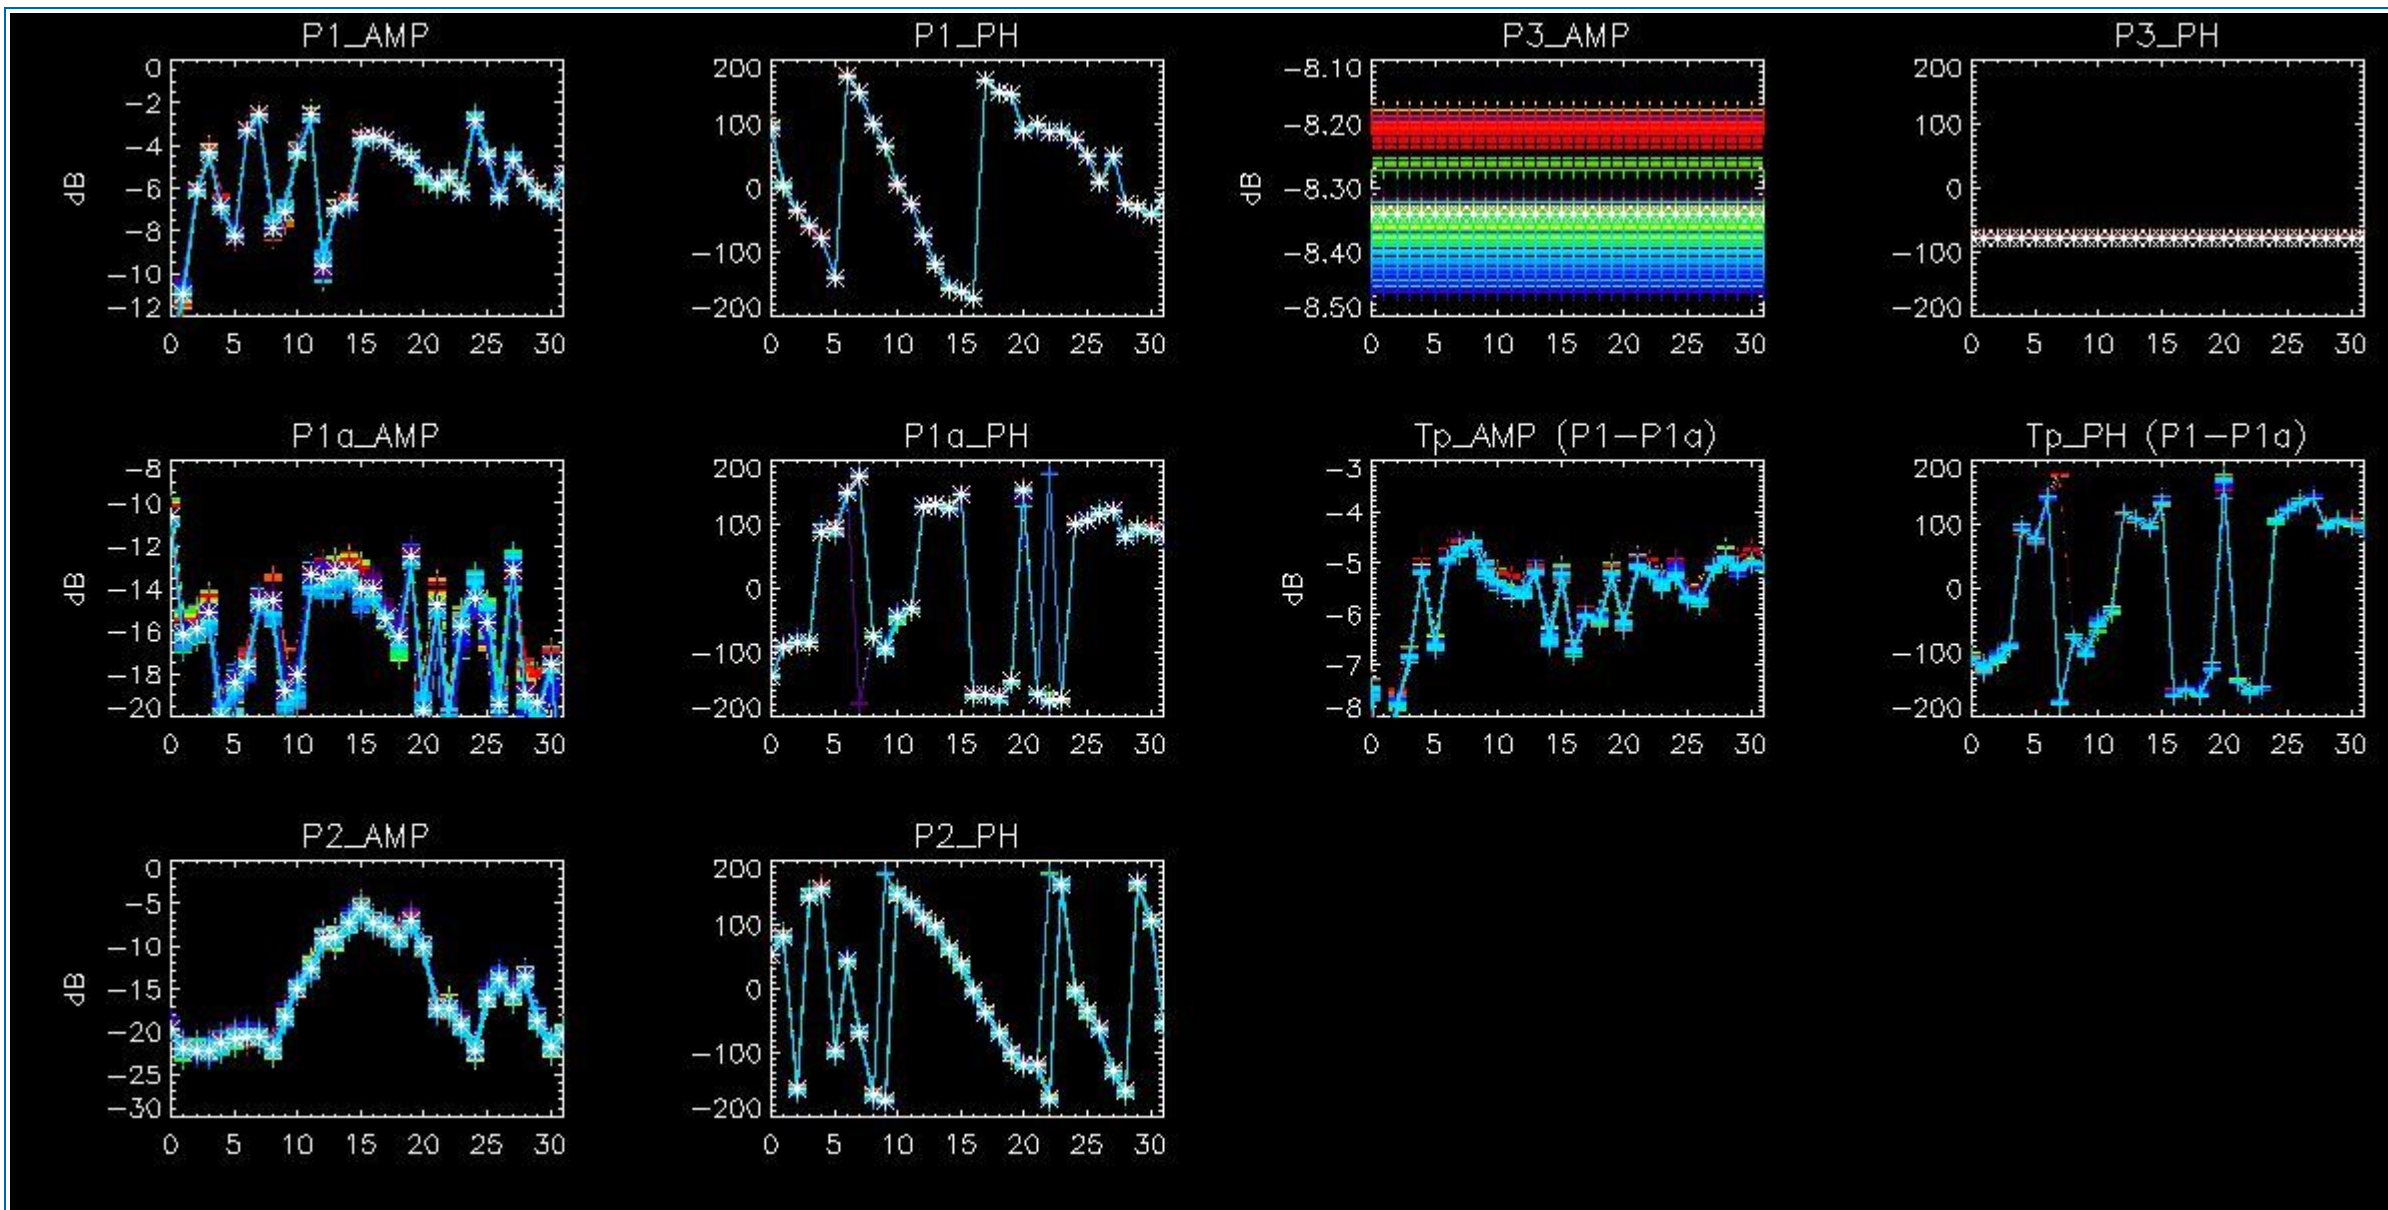 P1_AMP P1_PH P3_AMP P3_PH
0 200 -8.10 200
-2
100 -8.20 100
-4
dB -6 0 dB -8.30 0
-8
-100 -8.40 -100
-10
-12 -200 -8.50 -200
0 5 10 15 20 25 30 0 5 10 15 20 25 30 0 5 10 15 20 25 30 0 5 10 15 20 25 30
P1a_AMP P1a_PH Tp_AMP (P1-P1a) Tp_PH (P1-P1a)
-8 200 -3 200
-10
100 -4 100
-12
dB -14 0 dB -5 0
-16 -6
-100 -100
-18 -7
-20 -200 -8 -200
0 5 10 15 20 25 30 0 5 10 15 20 25 30 0 5 10 15 20 25 30 0 5 10 15 20 25 30
P2_AMP P2_PH
0 200
-5
100
-10
dB -15 0
-20
-100
-25
-30 -200
0 5 10 15 20 25 30 0 5 10 15 20 25 30